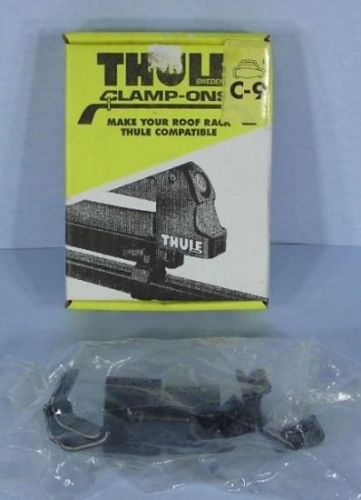 THULE
SWEDEN
CLAMP-ONS
C-9
MAKE YOUR ROOF RACK
THULE COMPATIBLE
THULE